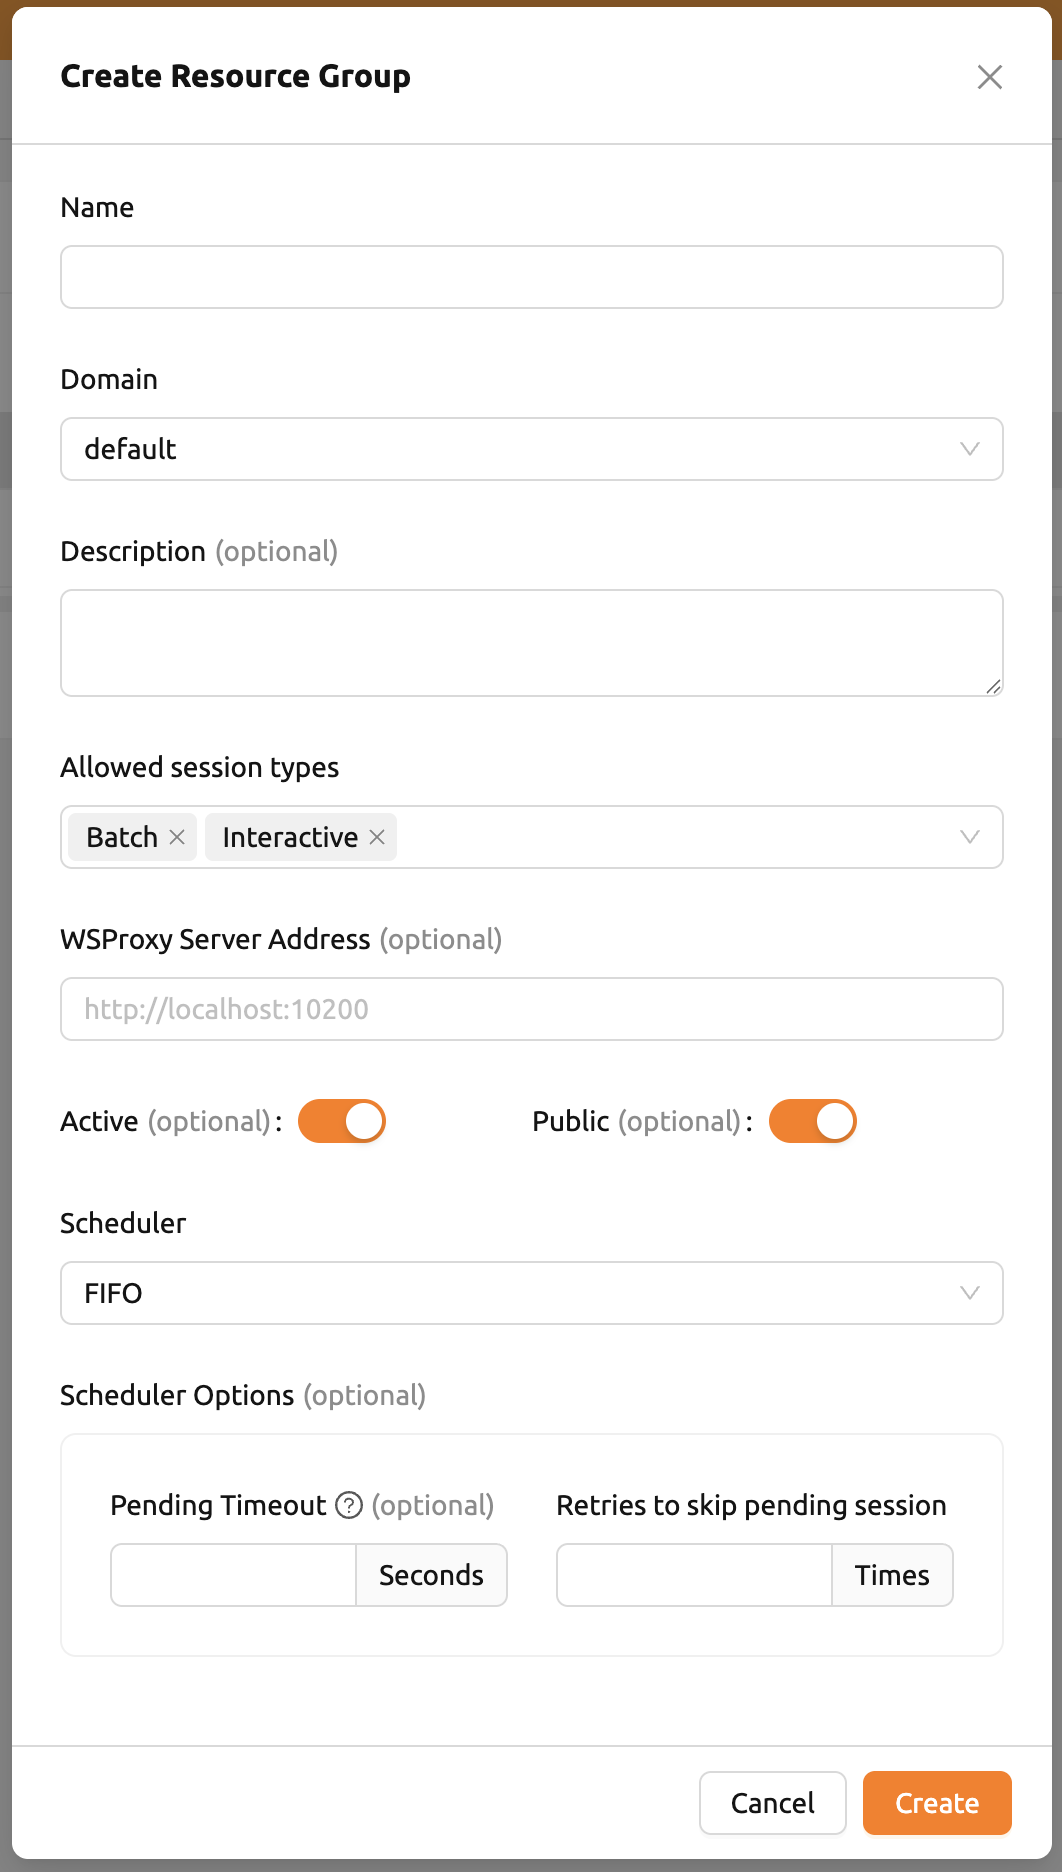 Create Resource Group
Name
Domain
default
Description (optional)
Allowed session types
Batch Interactive
WSProxy Server Address (optional)
http://localhost:10200
Active (optional) : Public (optional) :
Scheduler
FIFO
Scheduler Options (optional)
Pending Timeout ? (optional) Retries to skip pending session
Seconds Times
Cancel Create